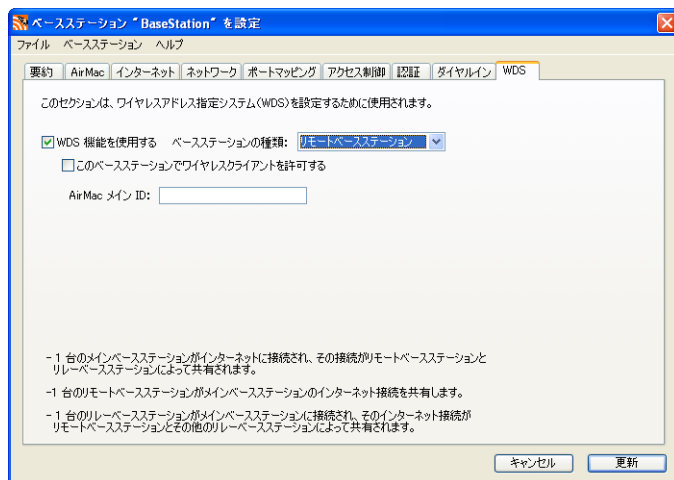 ベースステーション “BaseStation” を設定
ファイル ベースステーション ヘルプ
要約 AirMac インターネット ネットワーク ポートマッピング アクセス制御 認証 ダイヤルイン WDS
このセクションは、ワイヤレスアドレス指定システム(WDS)を設定するために使用されます。
WDS 機能を使用する ベースステーションの種類: リモートベースステーション
このベースステーションでワイヤレスクライアントを許可する
AirMac メイン ID:
- 1 台のメインベースステーションがインターネットに接続され、その接続がリモートベースステーションと
リレーベースステーションによって共有されます。
-1 台のリモートベースステーションがメインベースステーションのインターネット接続を共有します。
- 1 台のリレーベースステーションがメインベースステーションに接続され、そのインターネット接続が
リモートベースステーションとその他のリレーベースステーションによって共有されます。
キャンセル 更新